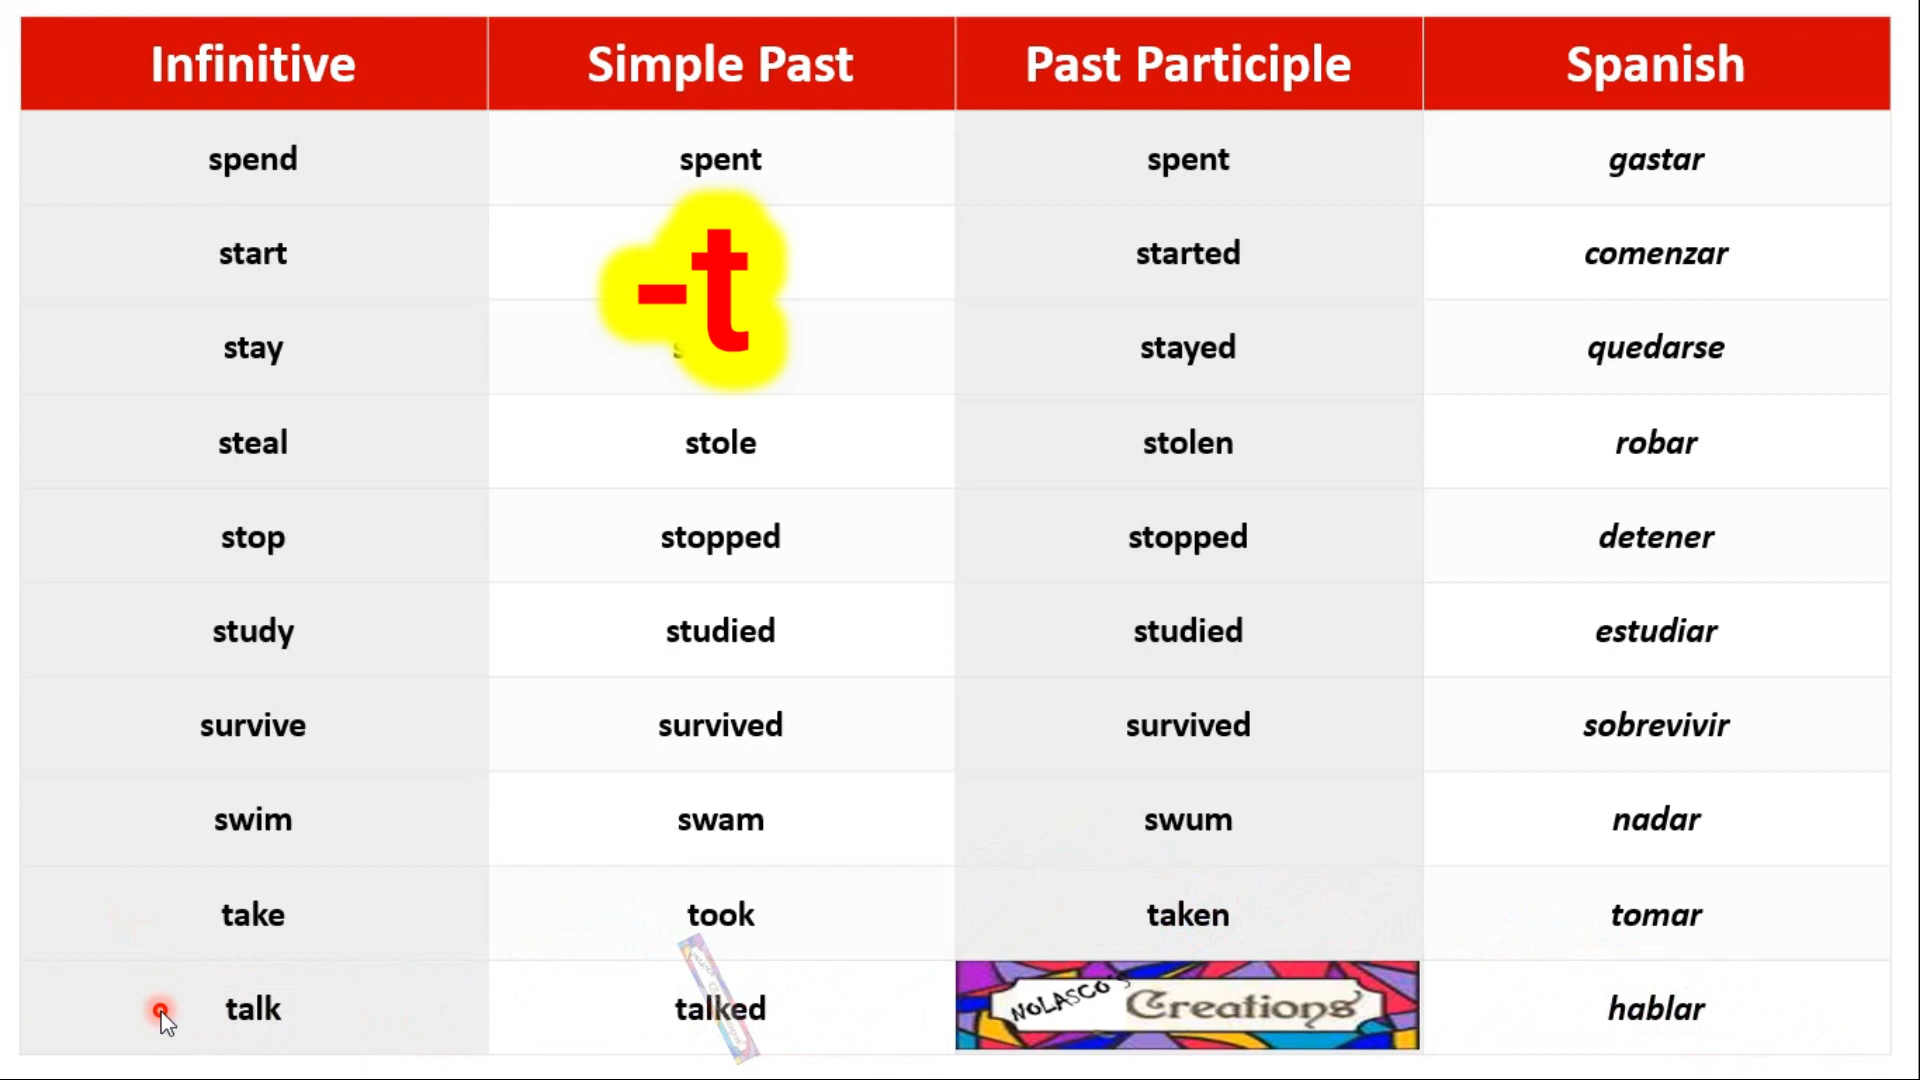 Infinitive Simple Past Past Participle Spanish
spend spent spent gastar
start started comenzar
-t
stay stayed quedarse
steal stole stolen robar
stop stopped stopped detener
study studied studied estudiar
survive survived survived sobrevivir
swim swam swum nadar
take took taken tomar
talk talked NOLASCO'S Creations hablar